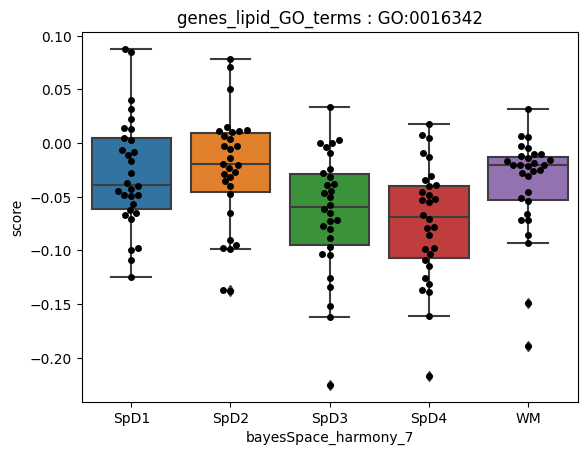 genes_lipid_GO_terms : GO:0016342
0.10
0.05
0.00
−0.05
−0.10
−0.15
−0.20
score
SpD1 SpD2 SpD3 SpD4 WM
bayesSpace_harmony_7